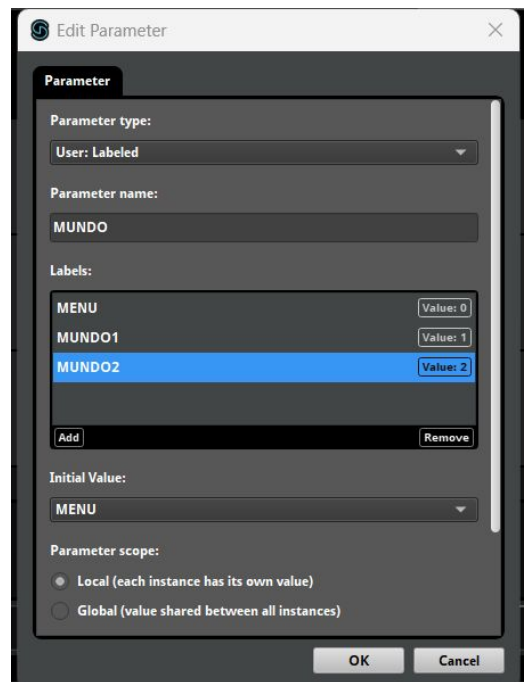 Edit Parameter
Parameter
Parameter type:
User: Labeled
Parameter name:
MUNDO
Labels:
MENU Value: 0
MUNDO1 Value: 1
MUNDO2 Value: 2
Add Remove
Initial Value:
MENU
Parameter scope:
Local (each instance has its own value)
Global (value shared between all instances)
OK Cancel